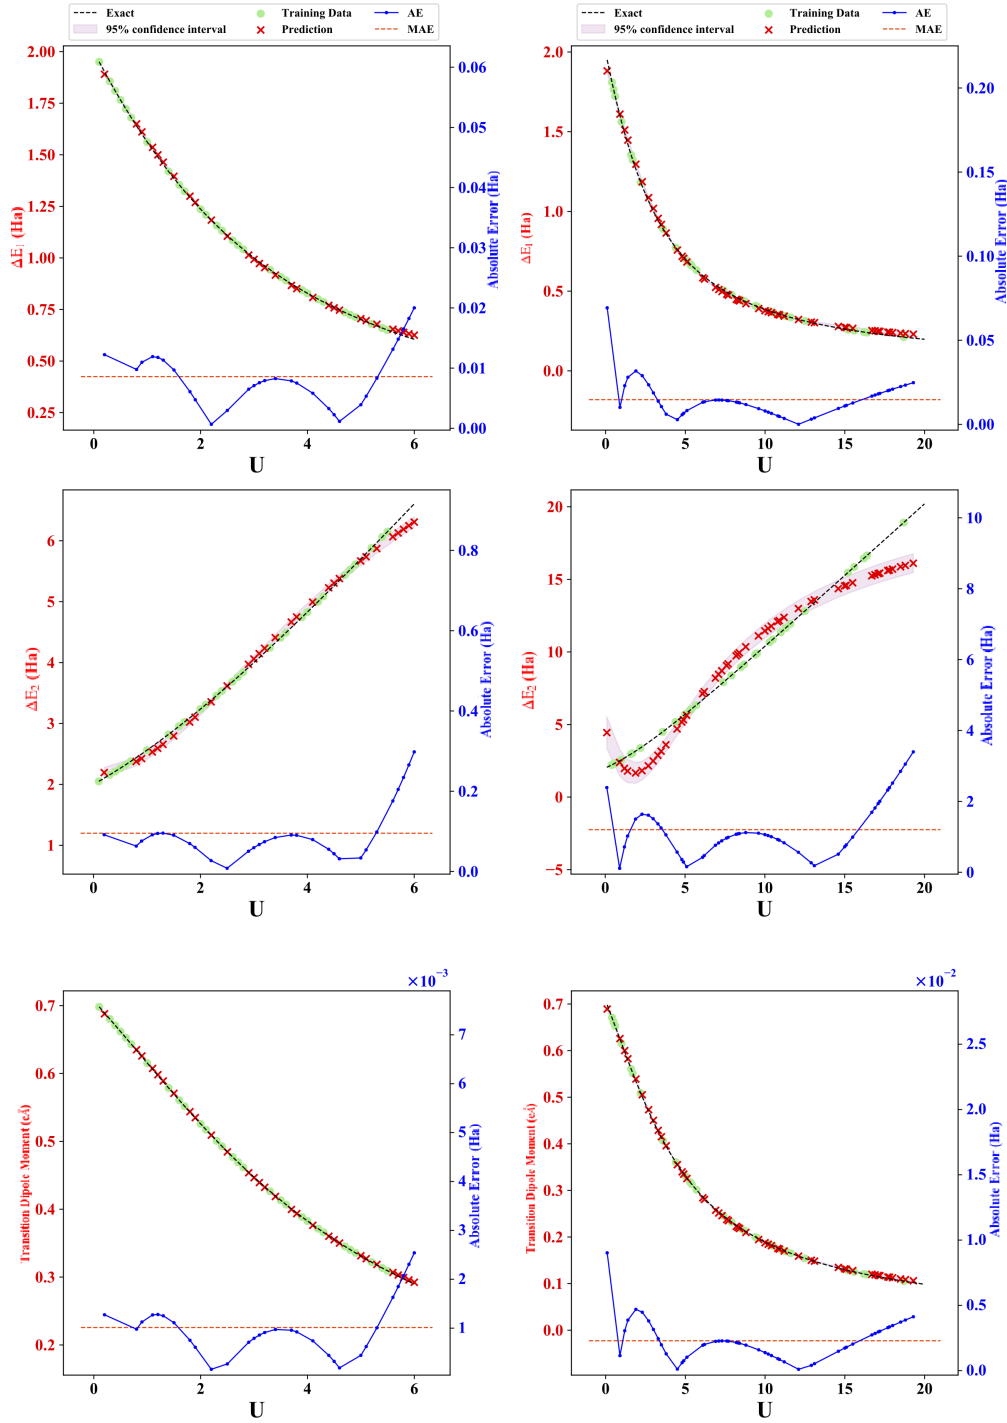 Exact Training Data AE
95% confidence interval Prediction MAE
Exact Training Data AE
95% confidence interval Prediction MAE
2.00
1.75
1.50
1.25
1.00
0.75
0.50
0.25
ΔE₁ (Ha)
0.06
0.05
0.04
0.03
0.02
0.01
0.00
Absolute Error (Ha)
0 2 4 6
U
2.0
1.5
1.0
0.5
0.0
ΔE₁ (Ha)
0.20
0.15
0.10
0.05
0.00
Absolute Error (Ha)
0 5 10 15 20
U
6
5
4
3
2
1
ΔE₂ (Ha)
0.8
0.6
0.4
0.2
0.0
Absolute Error (Ha)
0 2 4 6
U
20
15
10
5
0
−5
ΔE₂ (Ha)
10
8
6
4
2
0
Absolute Error (Ha)
0 5 10 15 20
U
×10⁻³
0.7
0.6
0.5
0.4
0.3
0.2
Transition Dipole Moment (eÅ)
7
6
5
4
3
2
1
Absolute Error (Ha)
0 2 4 6
U
×10⁻²
0.7
0.6
0.5
0.4
0.3
0.2
0.1
0.0
Transition Dipole Moment (eÅ)
2.5
2.0
1.5
1.0
0.5
0.0
Absolute Error (Ha)
0 5 10 15 20
U